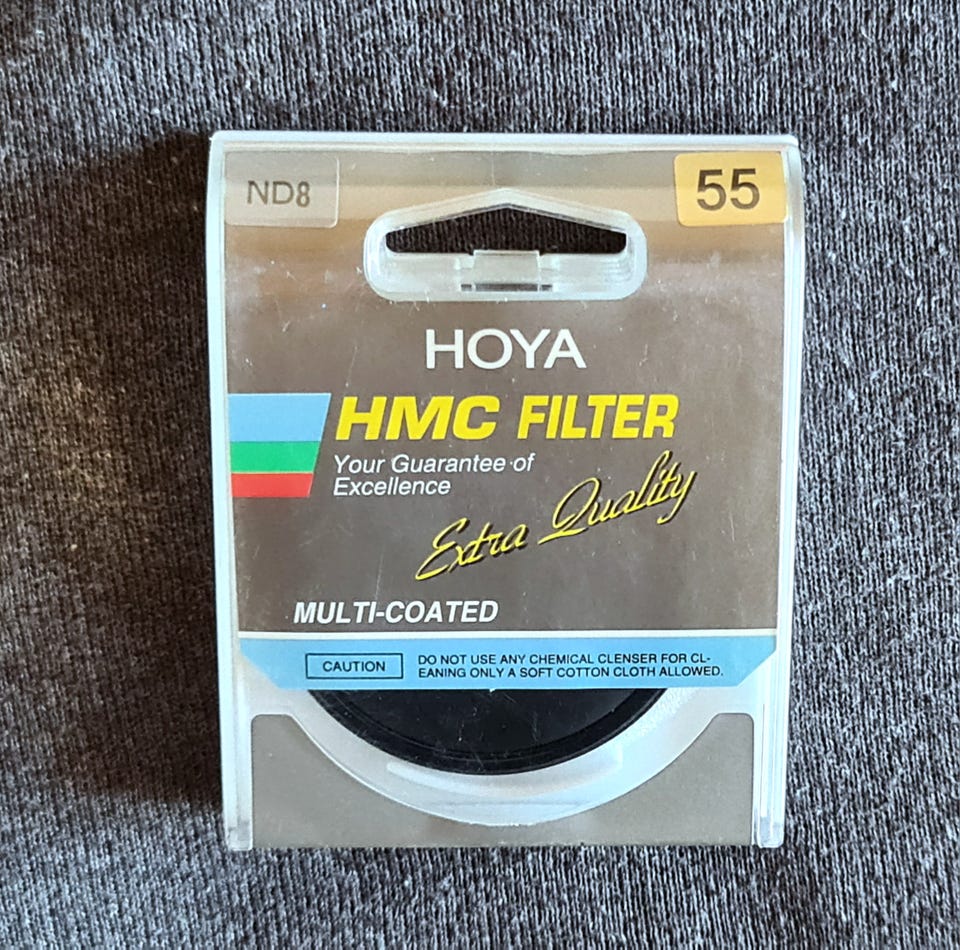 ND8
55
HOYA
HMC FILTER
Your Guarantee of
Excellence
Extra Quality
MULTI-COATED
CAUTION
DO NOT USE ANY CHEMICAL CLENSER FOR CL-
EANING ONLY A SOFT COTTON CLOTH ALLOWED.